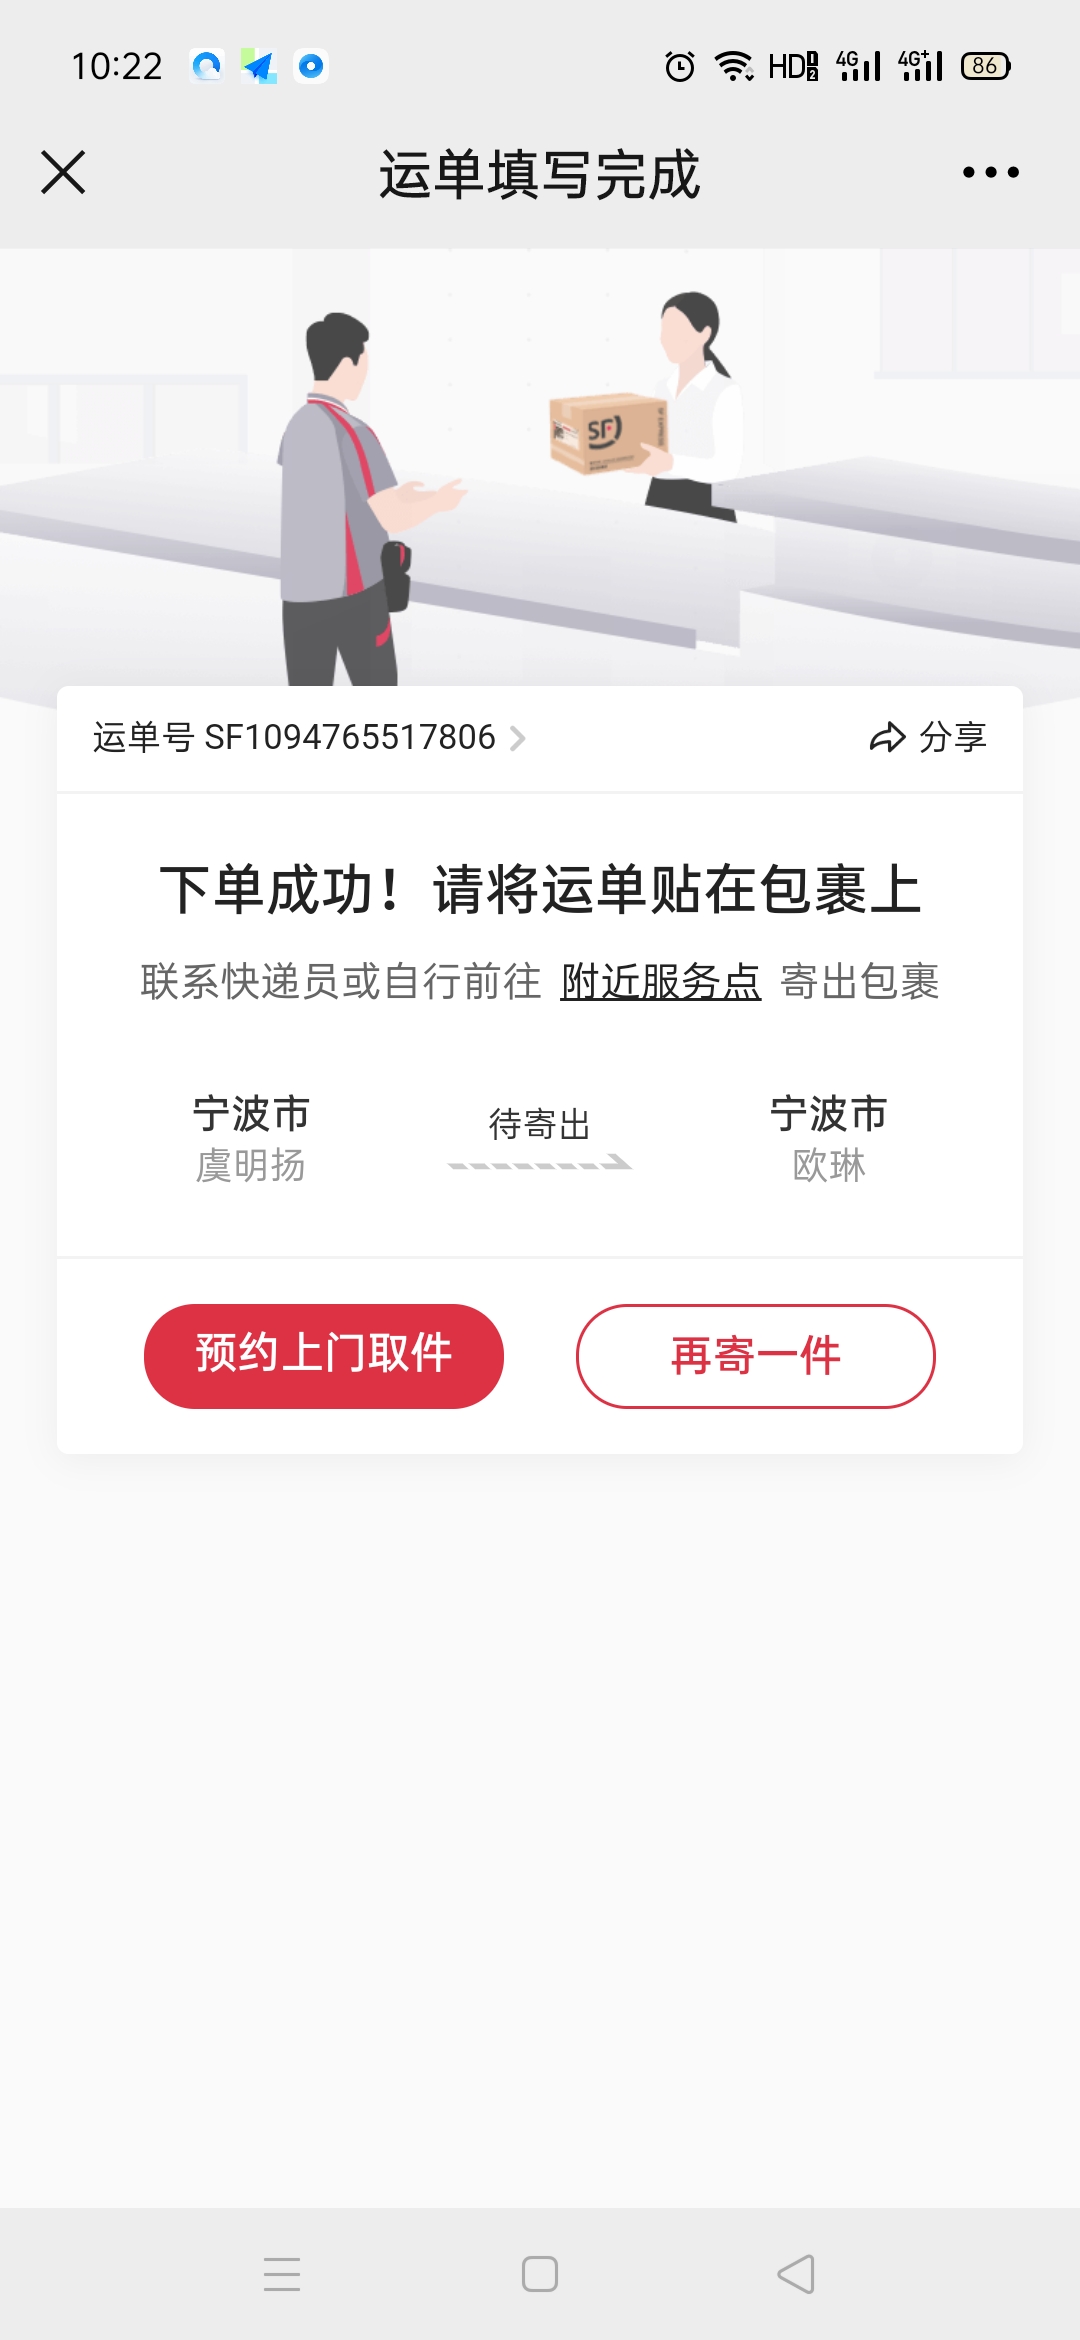 10:22 HD 4G 4G+ 86
运单填写完成
SF
SF EXPRESS
运单号 SF1094765517806 分享
下单成功！请将运单贴在包裹上
联系快递员或自行前往 附近服务点 寄出包裹
宁波市 待寄出 宁波市
虞明扬 欧琳
预约上门取件 再寄一件